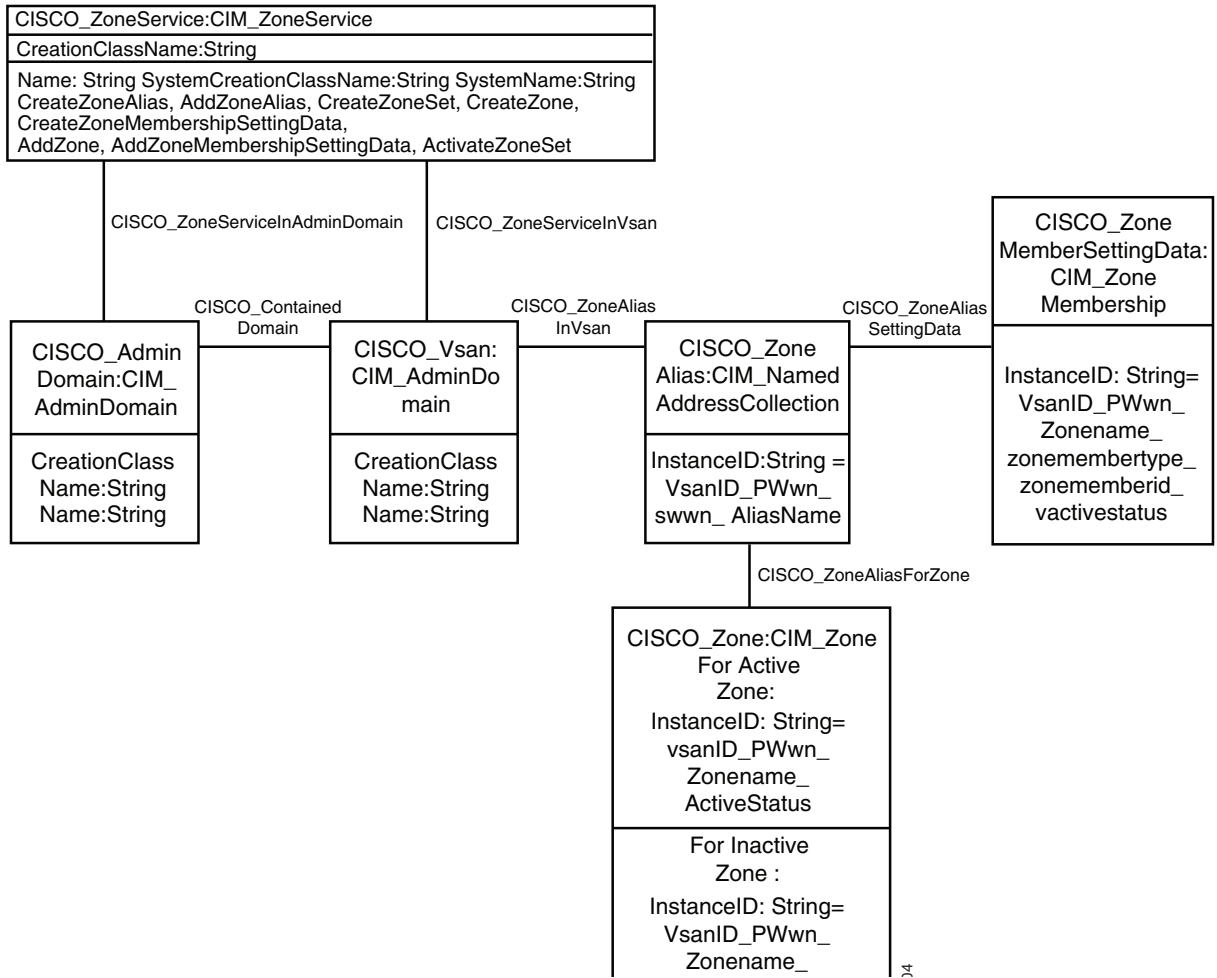 CISCO_ZoneService:CIM_ZoneService
CreationClassName:String
Name: String SystemCreationClassName:String SystemName:String
CreateZoneAlias, AddZoneAlias, CreateZoneSet, CreateZone,
CreateZoneMembershipSettingData,
AddZone, AddZoneMembershipSettingData, ActivateZoneSet
CISCO_ZoneServiceInAdminDomain
CISCO_ZoneServiceInVsan
CISCO_Contained
Domain
CISCO_ZoneAlias
InVsan
CISCO_ZoneAlias
SettingData
CISCO_Admin
Domain:CIM_
AdminDomain
CreationClass
Name:String
Name:String
CISCO_Vsan:
CIM_AdminDo
main
CreationClass
Name:String
Name:String
CISCO_Zone
Alias:CIM_Named
AddressCollection
InstanceID:String =
VsanID_PWwn_
swwn_ AliasName
CISCO_Zone
MemberSettingData:
CIM_Zone
Membership
InstanceID: String=
VsanID_PWwn_
Zonename_
zonemembertype_
zonememberid_
vactivestatus
CISCO_ZoneAliasForZone
CISCO_Zone:CIM_Zone
For Active
Zone:
InstanceID: String=
vsanID_PWwn_
Zonename_
ActiveStatus
For Inactive
Zone :
InstanceID: String=
VsanID_PWwn_
Zonename_